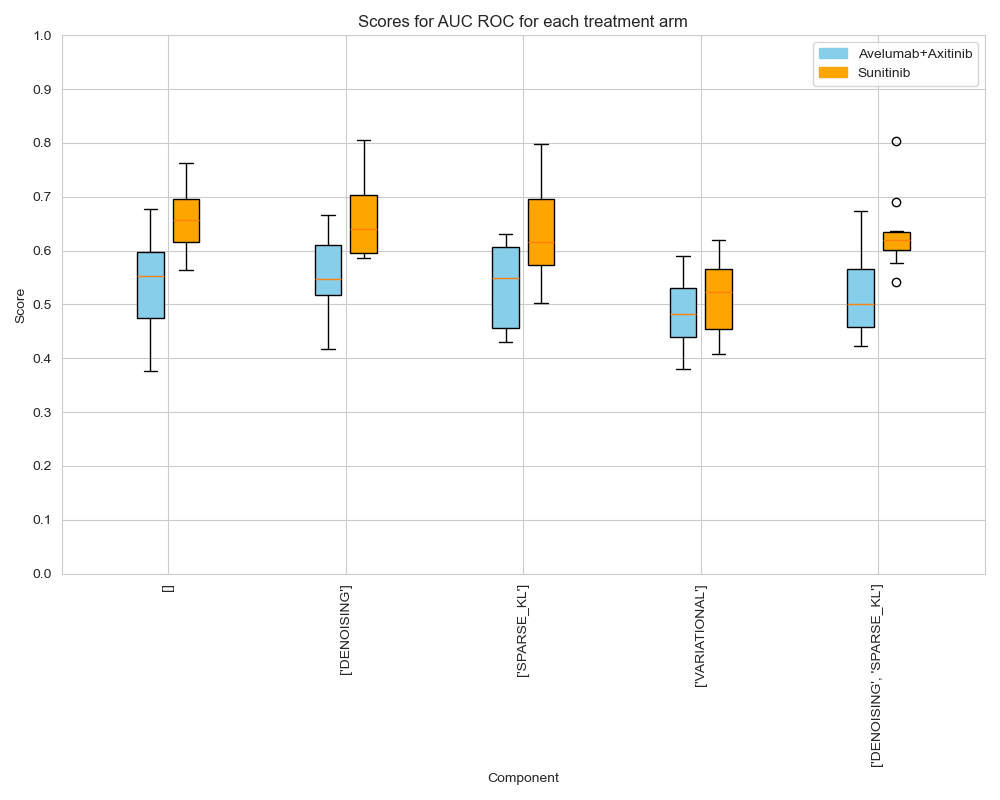 Scores for AUC ROC for each treatment arm
Avelumab+Axitinib
Sunitinib
1.0
0.9
0.8
0.7
0.6
0.5
0.4
0.3
0.2
0.1
0.0
Score
[]
['DENOISING']
['SPARSE_KL']
['VARIATIONAL']
['DENOISING', 'SPARSE_KL']
Component